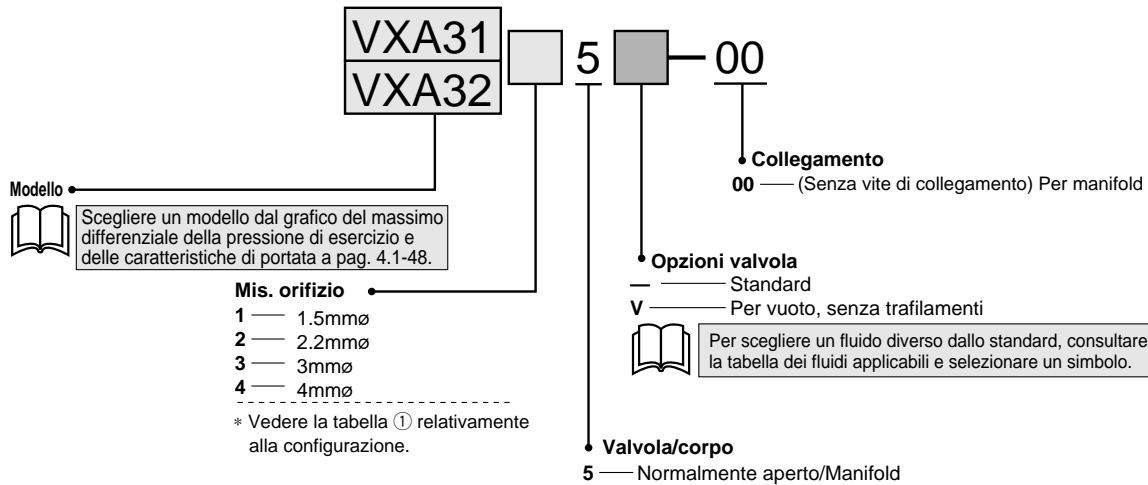 VXA31
VXA32
5
00
Collegamento
00 (Senza vite di collegamento) Per manifold
Modello
Scegliere un modello dal grafico del massimo
differenziale della pressione di esercizio e
delle caratteristiche di portata a pag. 4.1-48.
Opzioni valvola
— Standard
V Per vuoto, senza trafilamenti
Per scegliere un fluido diverso dallo standard, consultare
la tabella dei fluidi applicabili e selezionare un simbolo.
Mis. orifizio
1 1.5mmø
2 2.2mmø
3 3mmø
4 4mmø
* Vedere la tabella ① relativamente
alla configurazione.
Valvola/corpo
5 Normalmente aperto/Manifold